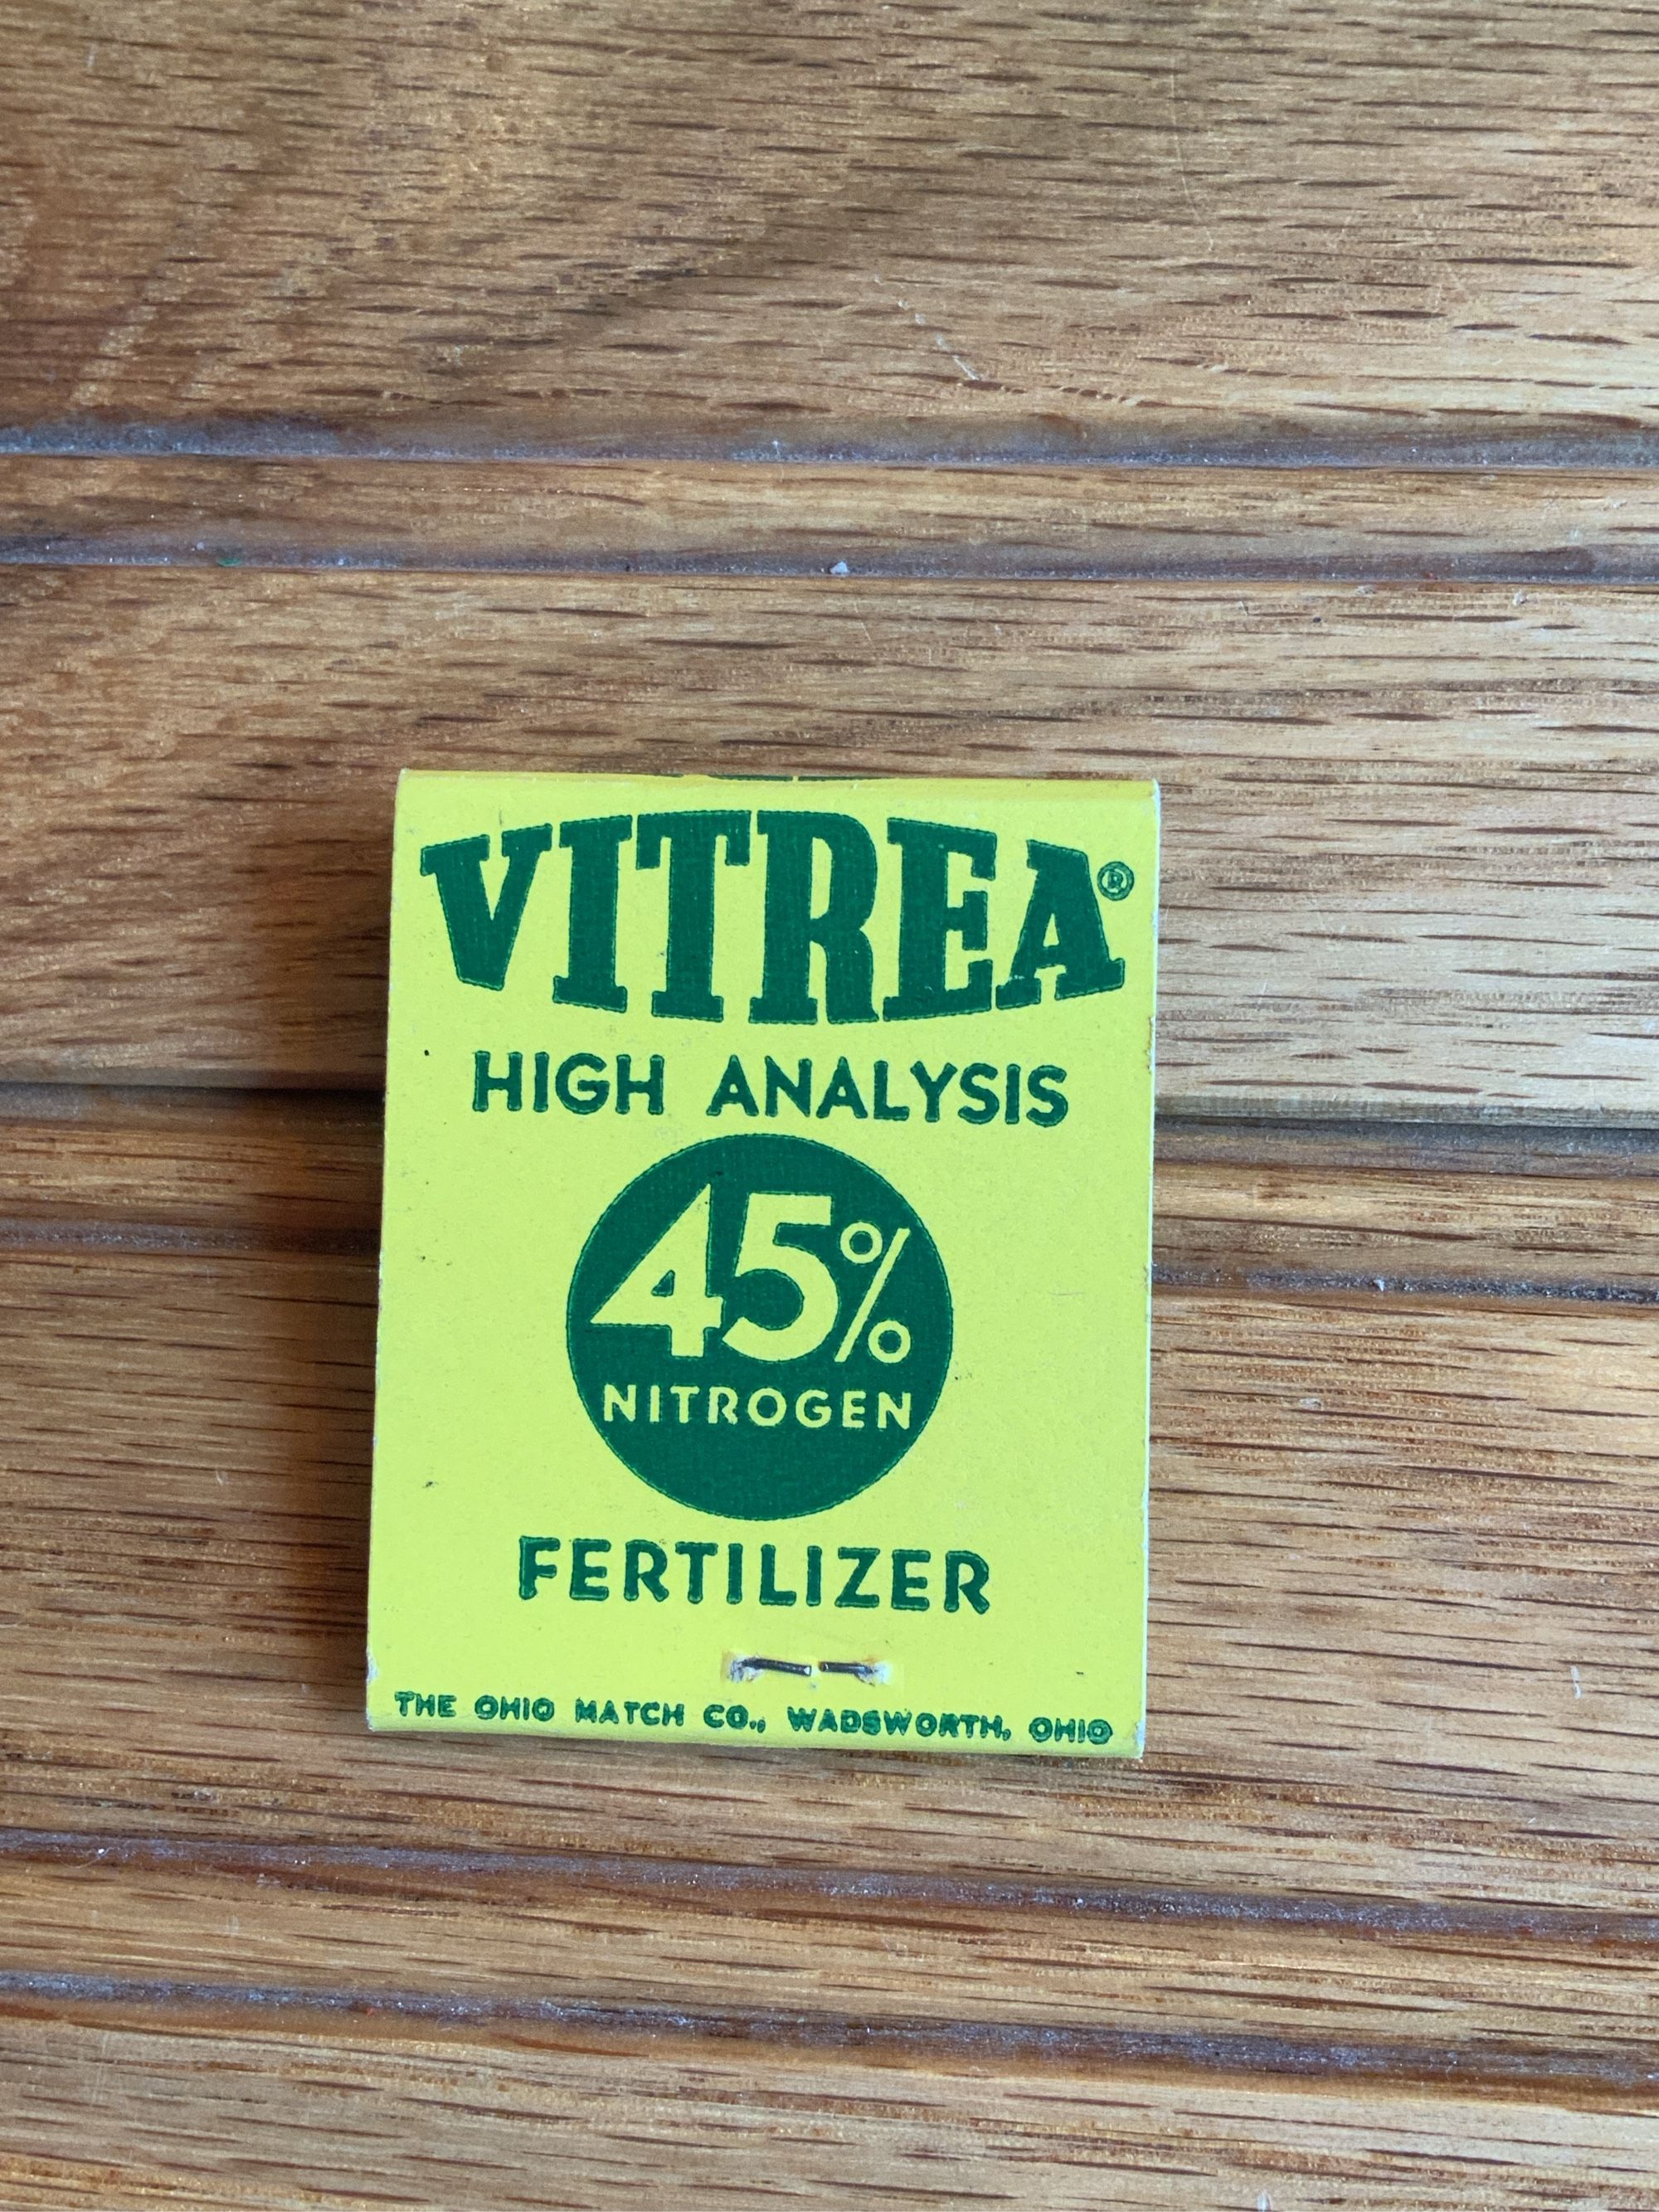 VITREA®
HIGH ANALYSIS
45%
NITROGEN
FERTILIZER
THE OHIO MATCH CO., WADSWORTH, OHIO